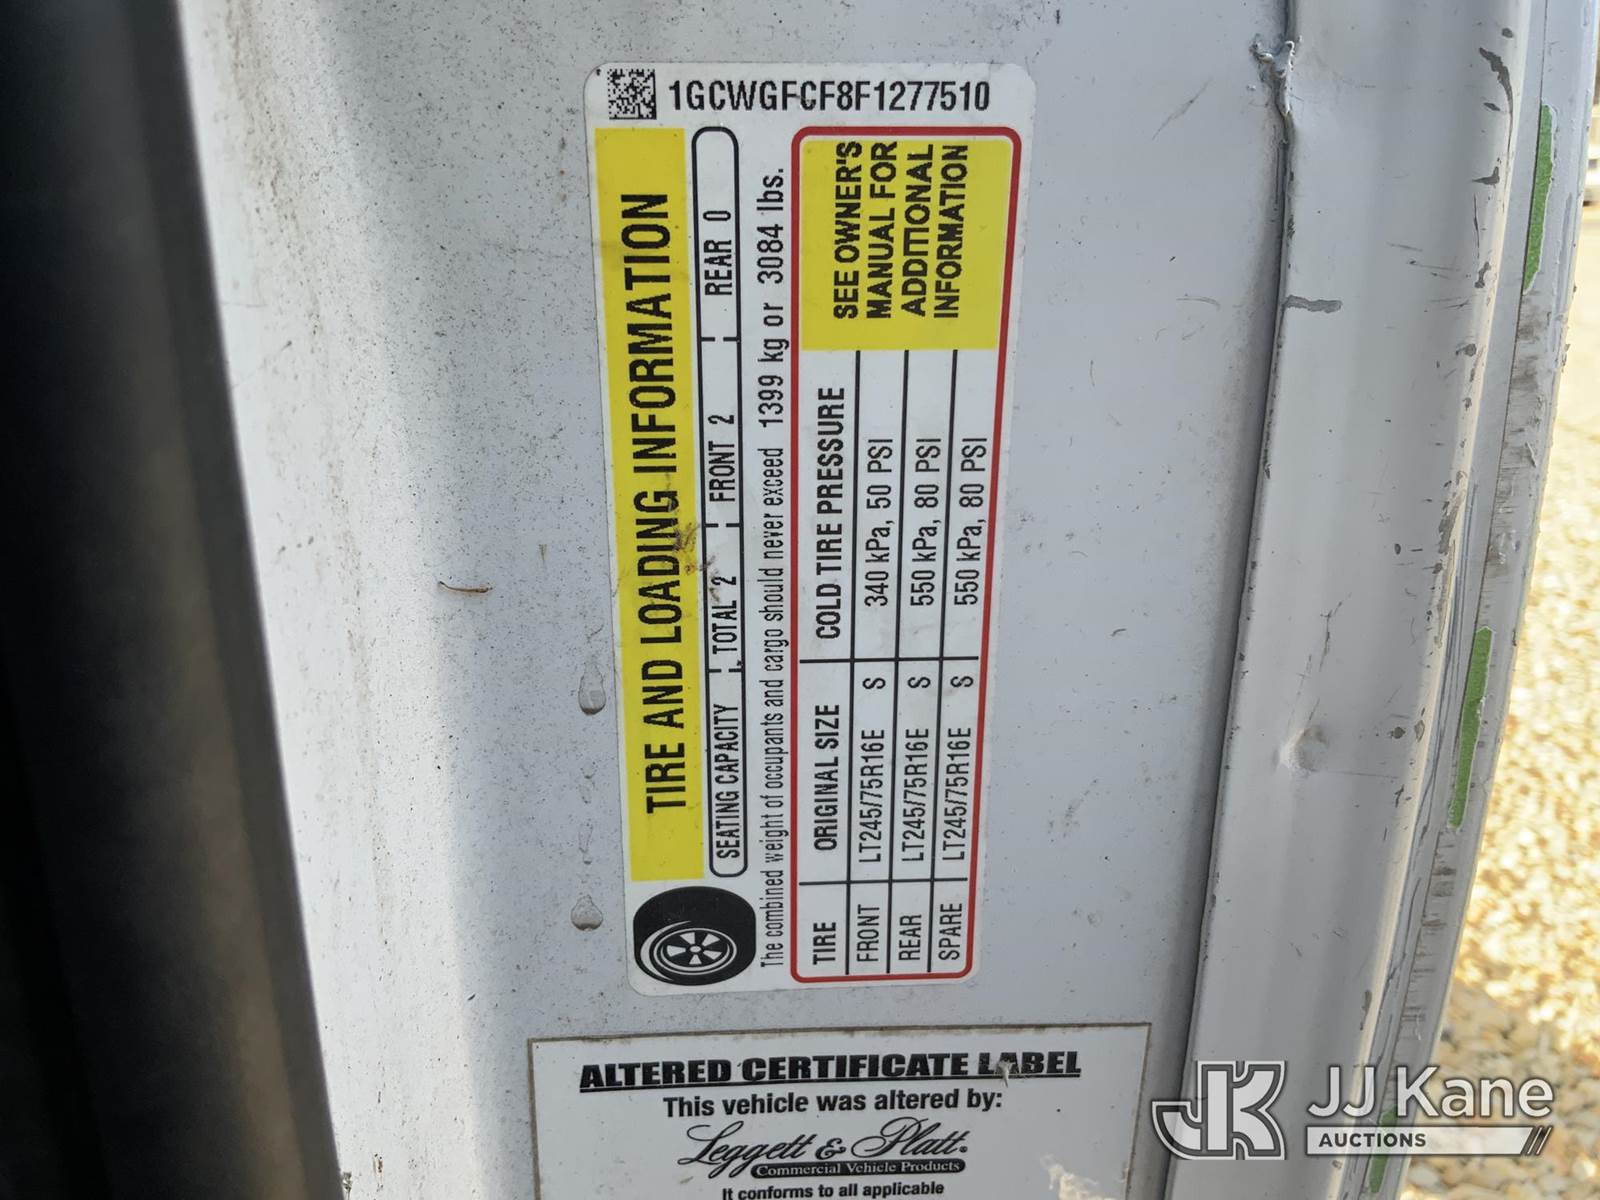 1GCWGFCF8F1277510
TIRE AND LOADING INFORMATION
SEATING CAPACITY TOTAL 2 FRONT 2 REAR 0
The combined weight of occupants and cargo should never exceed 1399 kg or 3084 lbs.
TIRE ORIGINAL SIZE COLD TIRE PRESSURE
FRONT LT245/75R16E S 340 kPa, 50 PSI
REAR LT245/75R16E S 550 kPa, 80 PSI
SPARE LT245/75R16E S 550 kPa, 80 PSI
SEE OWNER'S
MANUAL FOR
ADDITIONAL
INFORMATION
ALTERED CERTIFICATE LABEL
This vehicle was altered by:
Leggett & Platt.
Commercial Vehicle Products
It conforms to all applicable
JK JJ Kane
AUCTIONS